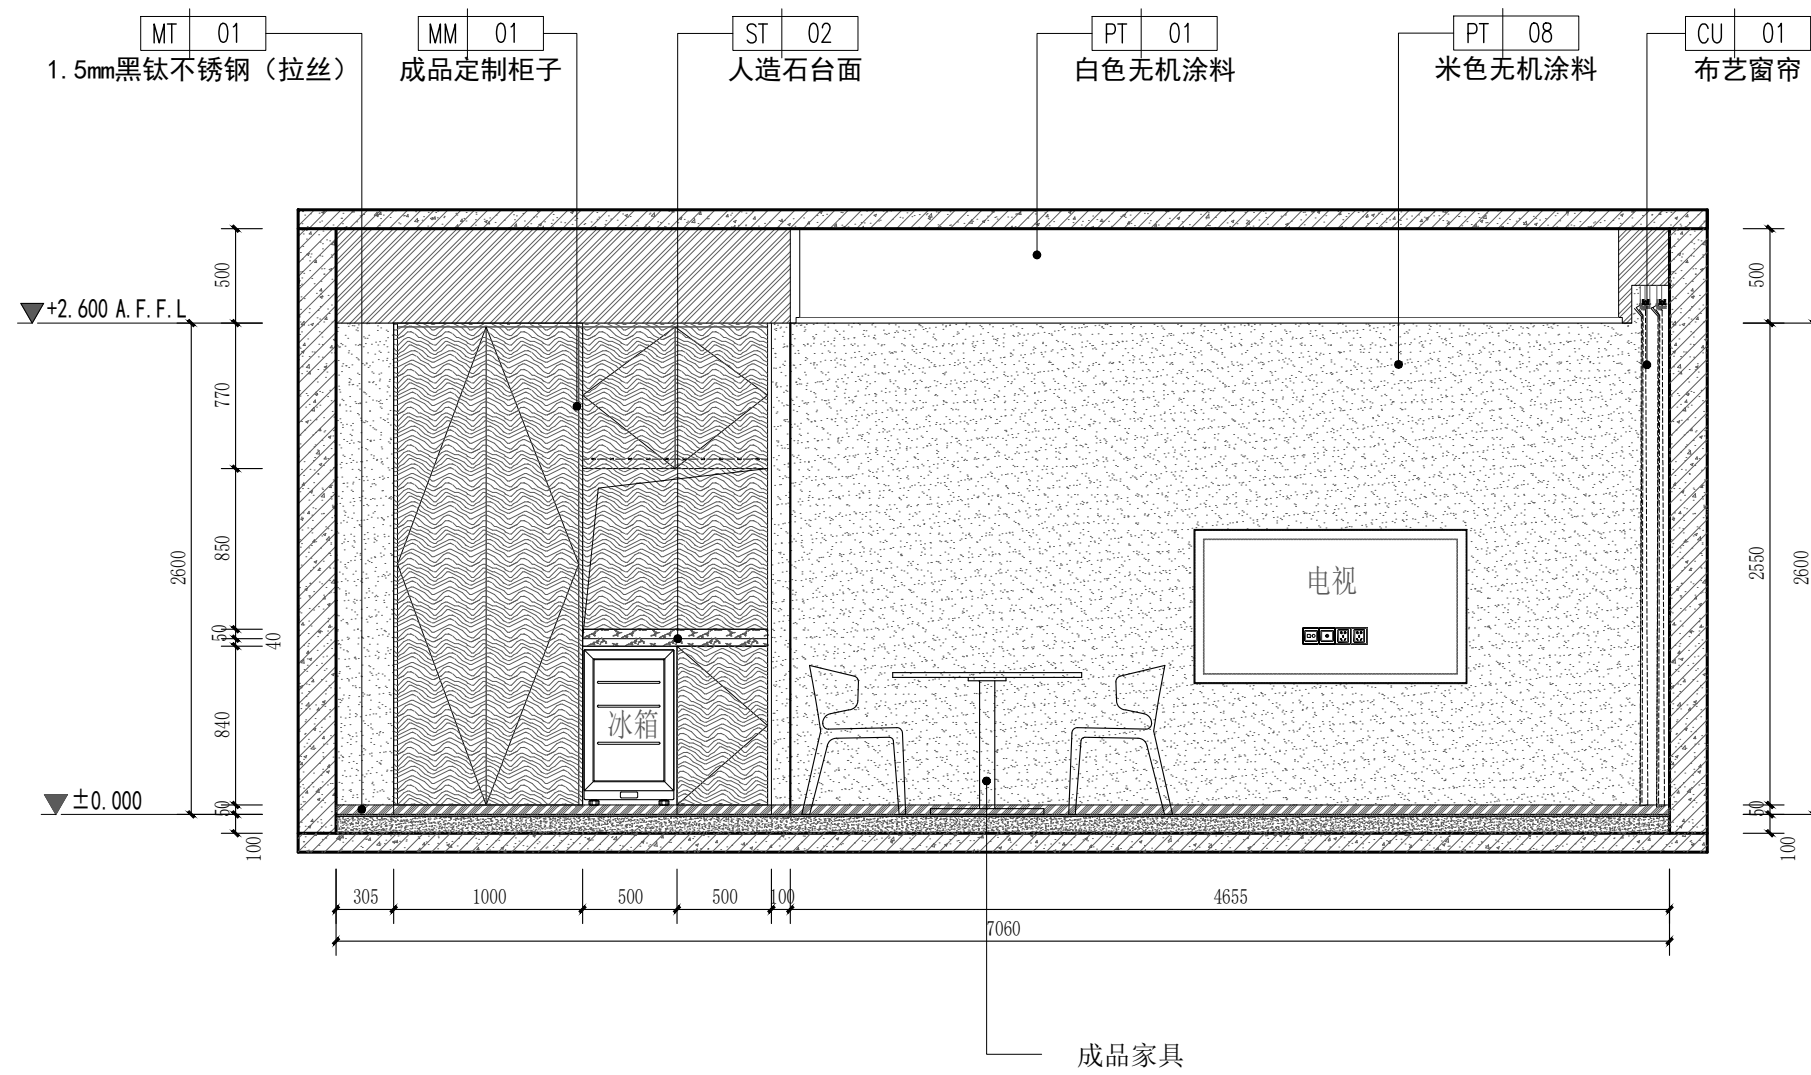 MT 01
1.5mm黑钛不锈钢（拉丝）
MM 01
成品定制柜子
ST 02
人造石台面
PT 01
白色无机涂料
PT 08
米色无机涂料
CU 01
布艺窗帘
+2.600 A.F.F.L
±0.000
2600
500
770
850
50
40
840
50
100
电视
冰箱
500
2550
2600
50
100
305
1000
500
500
100
4655
7060
成品家具